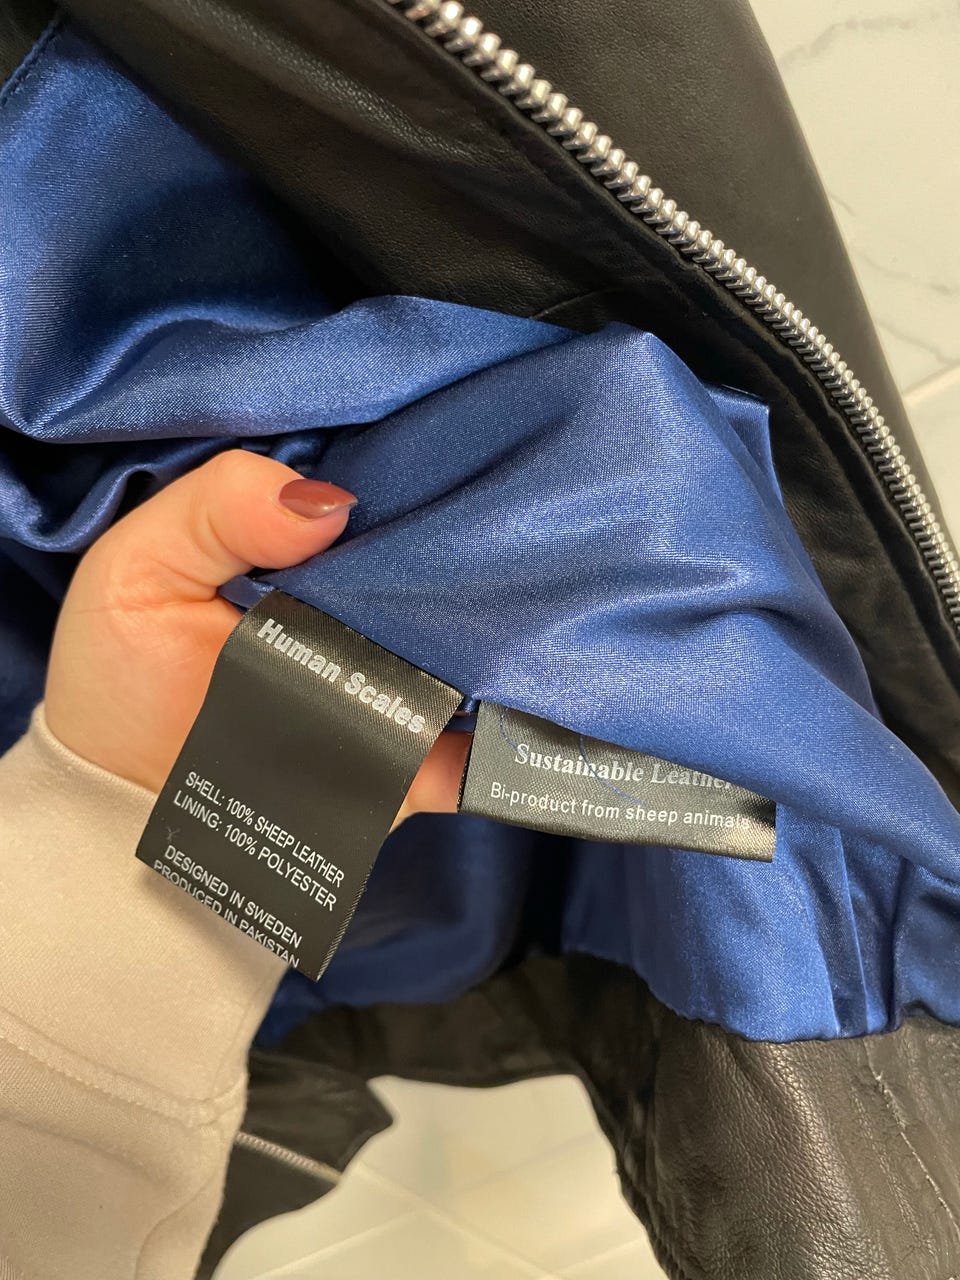 Human Scales
SHELL: 100% SHEEP LEATHER
LINING: 100% POLYESTER
DESIGNED IN SWEDEN
PRODUCED IN PAKISTAN
Sustainable Leather
Bi-product from sheep animals